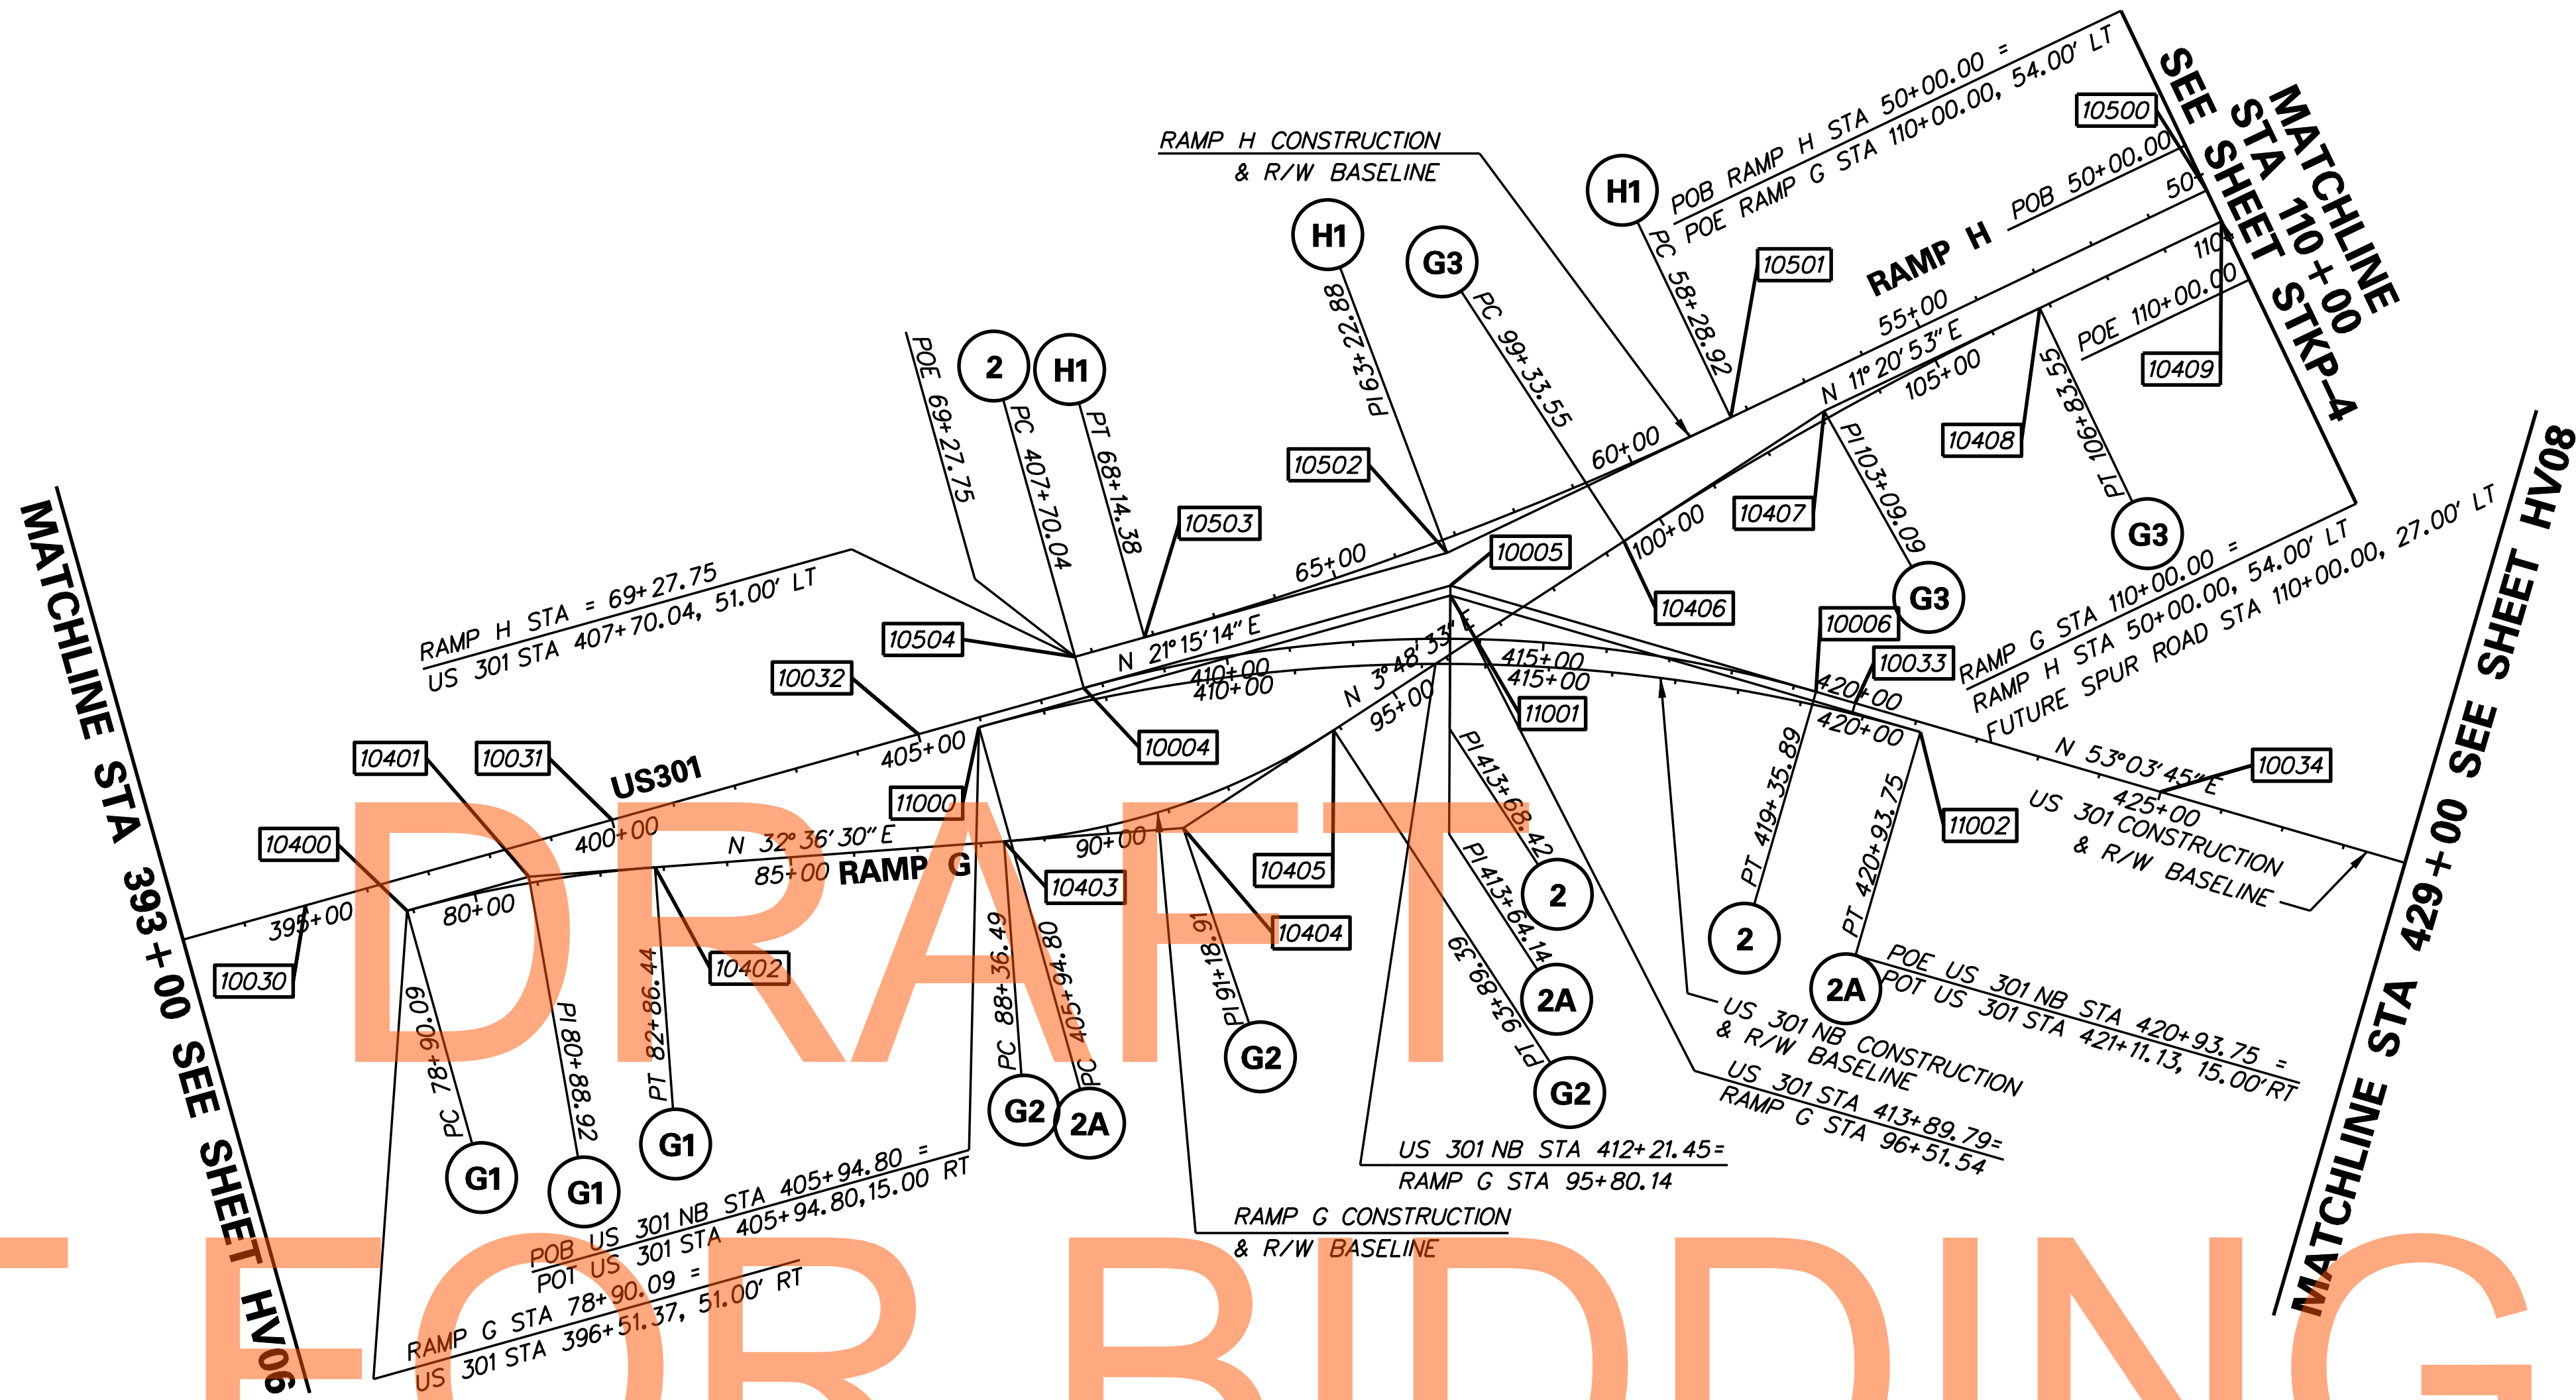 RAMP H CONSTRUCTION
& R/W BASELINE
POB RAMP H STA 50+00.00 =
POE RAMP G STA 110+00.00, 54.00' LT
MATCHLINE
STA 110+00
SEE SHEET STKP-4
10500
POB 50+00.00
50+
RAMP H
110+
POE 110+00.00
10409
H1
PC 58+28.92
10501
H1
PI 63+22.88
G3
PC 99+33.55
55+00
N 11° 20' 53" E
105+00
10408
PT 106+83.55
G3
10407
PI 103+09.09
G3
POE 69+27.75
2
PC 407+70.04
H1
PT 68+14.38
10502
60+00
10503
65+00
10005
100+00
10406
RAMP H STA = 69+27.75
US 301 STA 407+70.04, 51.00' LT
10504
N 21° 15' 14" E
10032
410+00
410+00
N 3° 48' 33" E
415+00
415+00
95+00
11001
10006
10033
420+00
420+00
RAMP G STA 110+00.00 =
RAMP H STA 50+00.00, 54.00' LT
FUTURE SPUR ROAD STA 110+00.00, 27.00' LT
MATCHLINE STA 393+00 SEE SHEET HV06
MATCHLINE STA 429+00 SEE SHEET HV08
10401
10031
US301
405+00
10004
11000
10400
400+00
N 32° 36' 30" E
85+00
RAMP G
90+00
10403
10405
10404
395+00
80+00
10030
10402
PC 78+90.09
G1
PI 80+88.92
G1
PT 82+86.44
G1
PC 88+36.49
G2
PC 405+94.80
2A
PI 91+18.91
G2
PT 93+89.39
G2
PI 413+68.42
2
PI 413+64.14
2A
PT 419+35.89
2
PT 420+93.75
2A
11002
N 53° 03' 45" E
10034
425+00
US 301 CONSTRUCTION
& R/W BASELINE
POE US 301 NB STA 420+93.75 =
POT US 301 STA 421+11.13, 15.00' RT
US 301 NB CONSTRUCTION
& R/W BASELINE
US 301 STA 413+89.79=
RAMP G STA 96+51.54
US 301 NB STA 412+21.45=
RAMP G STA 95+80.14
RAMP G CONSTRUCTION
& R/W BASELINE
POB US 301 NB STA 405+94.80 =
POT US 301 STA 405+94.80,15.00 RT
RAMP G STA 78+90.09 =
US 301 STA 396+51.37, 51.00' RT
DRAFT
T FOR BIDDING